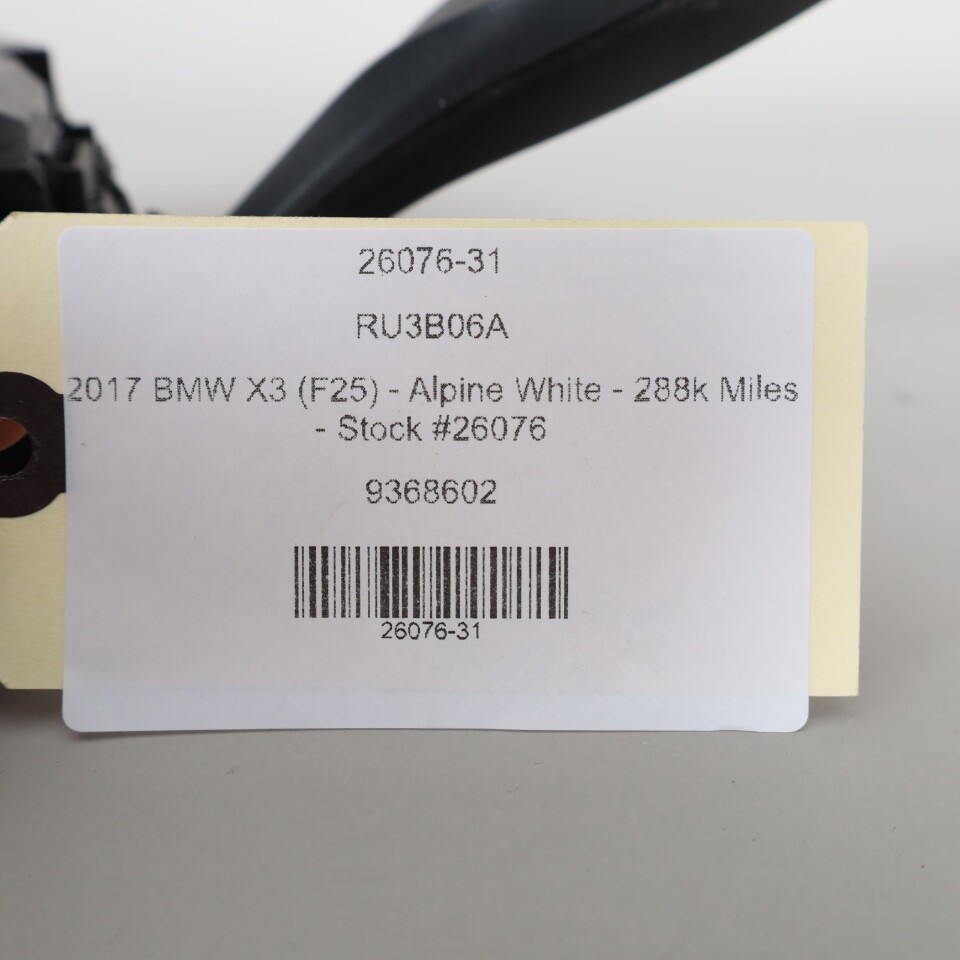 26076-31
RU3B06A
2017 BMW X3 (F25) - Alpine White - 288k Miles
- Stock #26076
9368602
26076-31